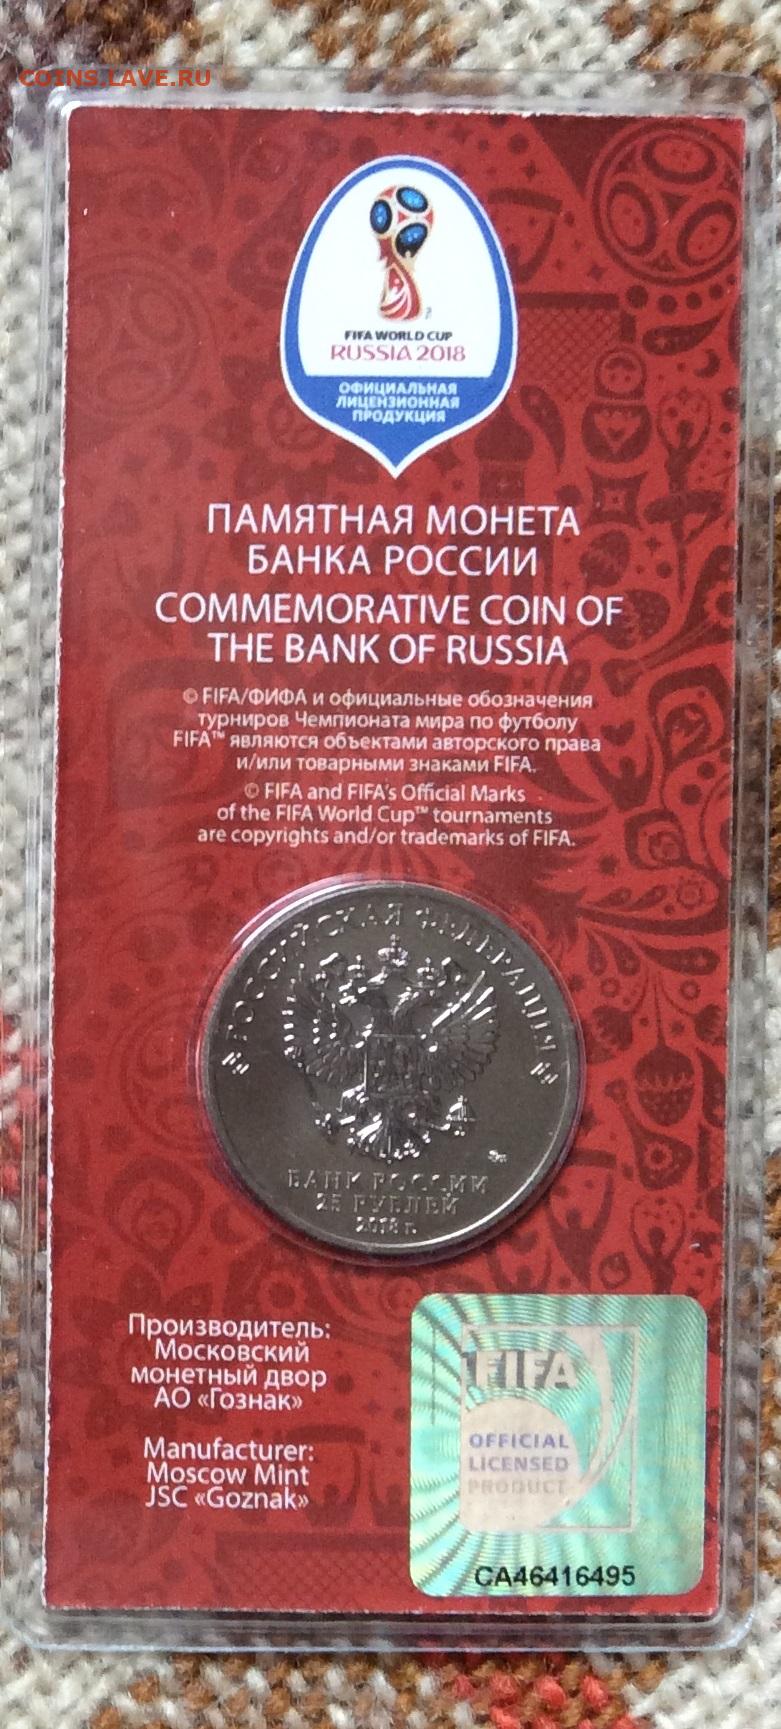 COINS.LAVE.RU
FIFA WORLD CUP
RUSSIA 2018
ОФИЦИАЛЬНАЯ
ЛИЦЕНЗИОННАЯ
ПРОДУКЦИЯ
ПАМЯТНАЯ МОНЕТА
БАНКА РОССИИ
COMMEMORATIVE COIN OF
THE BANK OF RUSSIA
© FIFA/ФИФА и официальные обозначения
турниров Чемпионата мира по футболу
FIFA™ являются объектами авторского права
и/или товарными знаками FIFA.
© FIFA and FIFA's Official Marks
of the FIFA World Cup™ tournaments
are copyrights and/or trademarks of FIFA.
РОССИЙСКАЯ ФЕДЕРАЦИЯ
БАНК РОССИИ
25 РУБЛЕЙ
2018 г.
Производитель:
Московский
монетный двор
АО «Гознак»
Manufacturer:
Moscow Mint
JSC «Goznak»
FIFA
OFFICIAL
LICENSED
PRODUCT
CA46416495